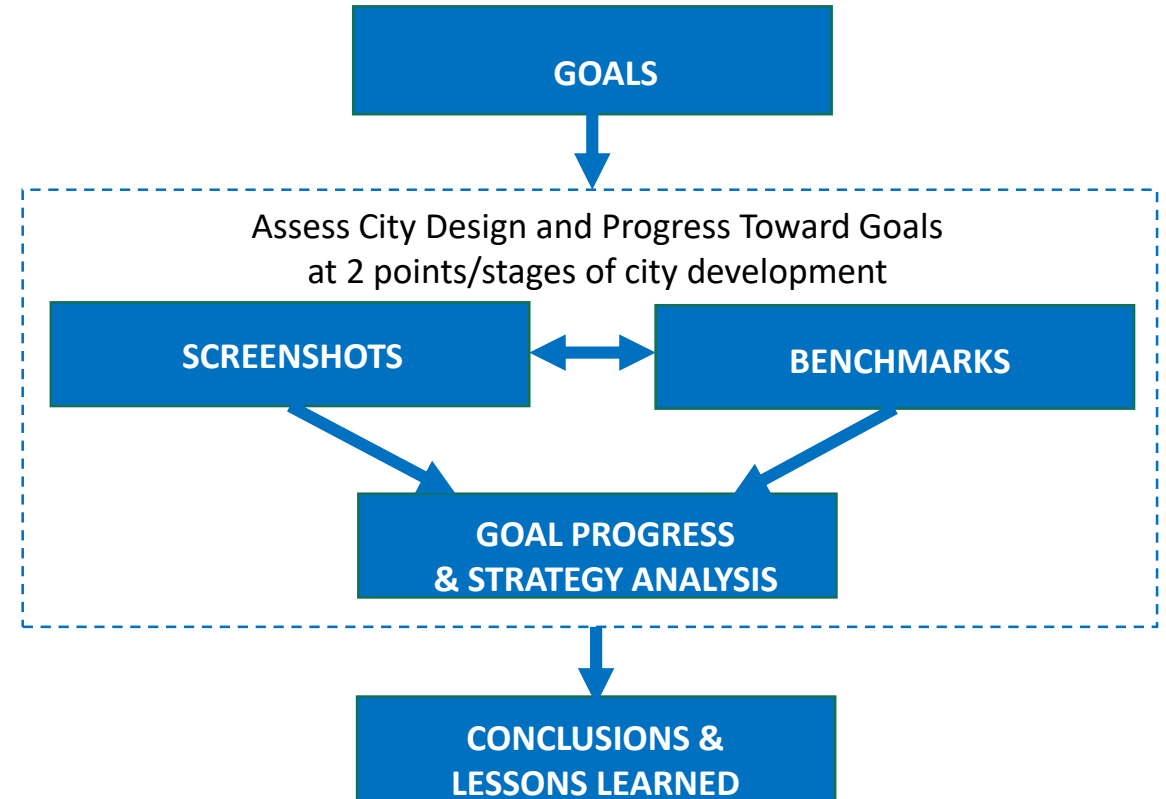 GOALS
Assess City Design and Progress Toward Goals
at 2 points/stages of city development
SCREENSHOTS
BENCHMARKS
GOAL PROGRESS
& STRATEGY ANALYSIS
CONCLUSIONS &
LESSONS LEARNED